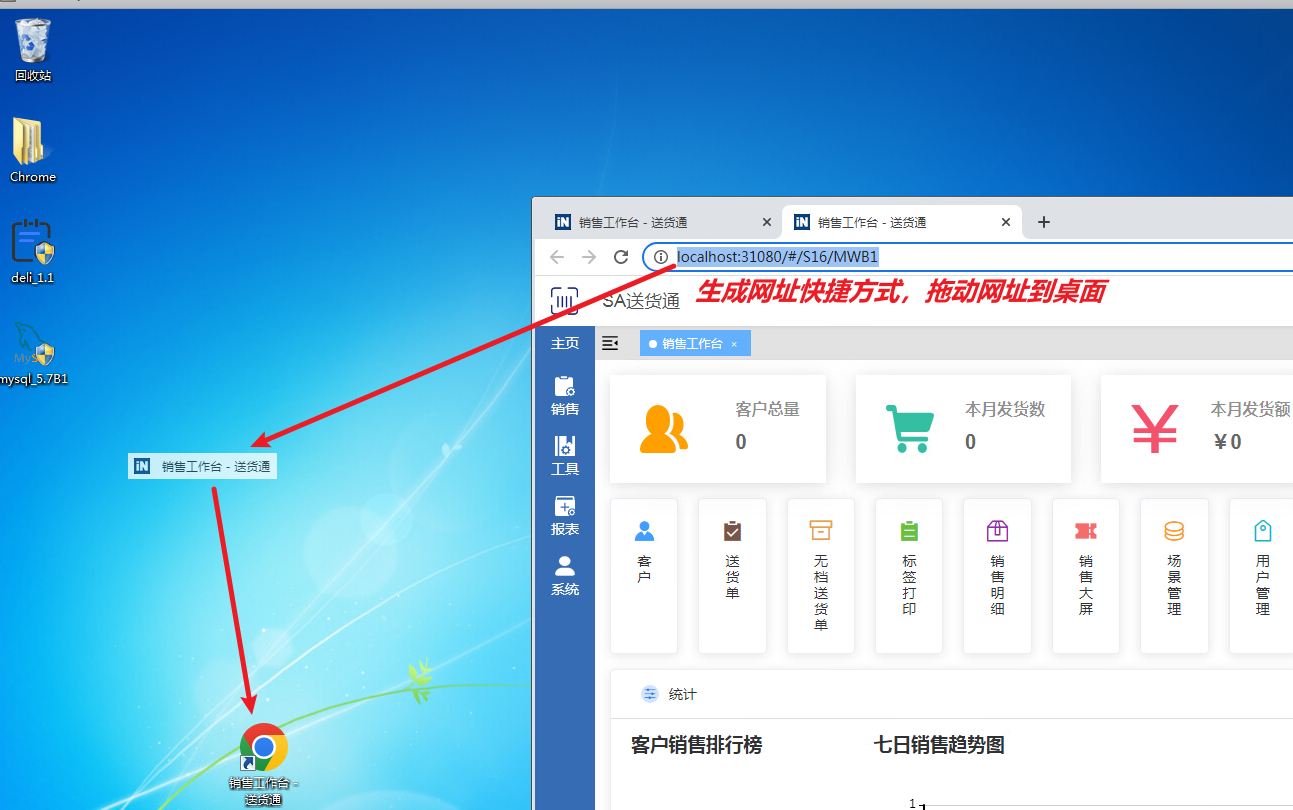 回收站
Chrome
deli_1.1
MySQL
mysql_5.7B1
销售工作台 - 送货通
销售工作台 -
送货通
iN 销售工作台 - 送货通
iN 销售工作台 - 送货通
localhost:31080/#/S16/MWB1
SA送货通
生成网址快捷方式，拖动网址到桌面
主页
销售工作台
销售
工具
报表
系统
客户总量
0
本月发货数
0
本月发货额
￥0
客户
送货单
无档送货单
标签打印
销售明细
销售大屏
场景管理
用户管理
统计
客户销售排行榜
七日销售趋势图
1